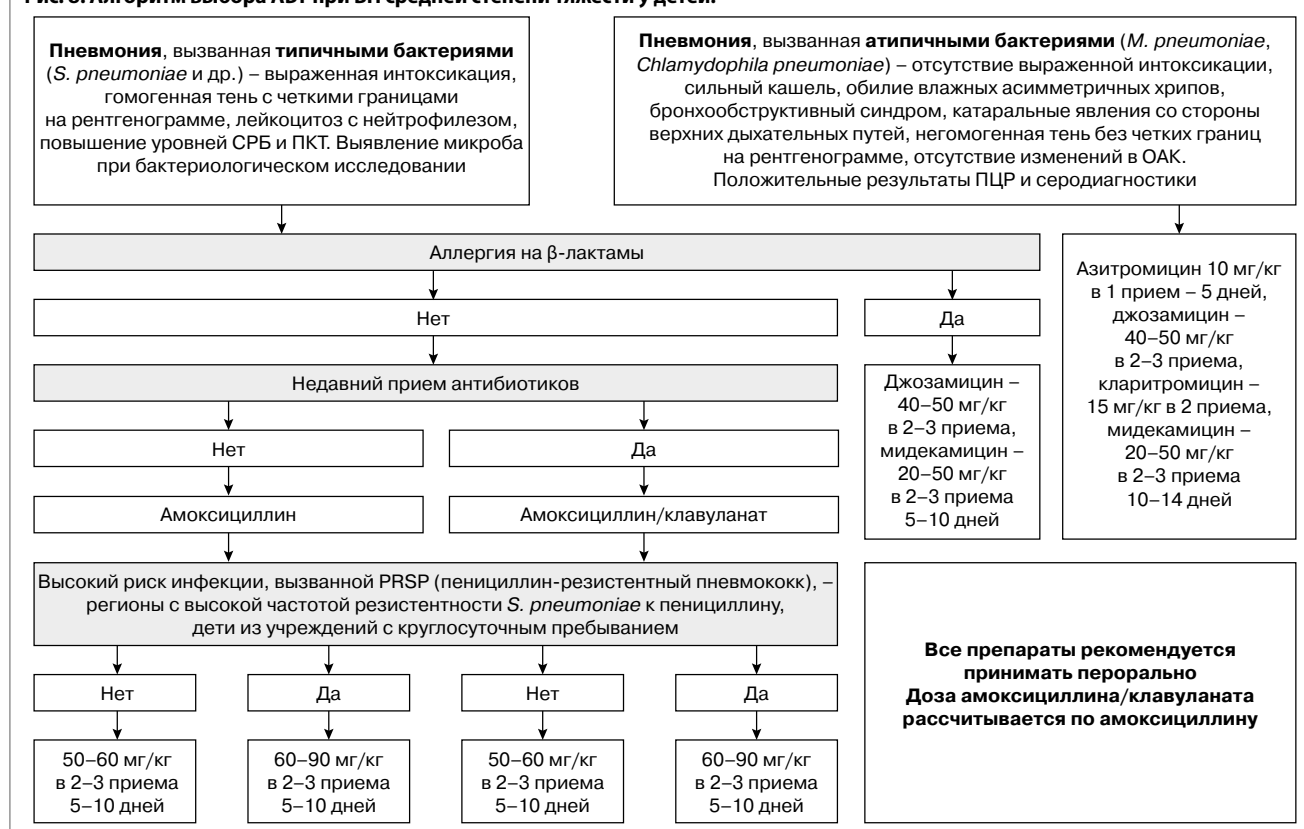 Пневмония, вызванная типичными бактериями
(S. pneumoniae и др.) – выраженная интоксикация,
гомогенная тень с четкими границами
на рентгенограмме, лейкоцитоз с нейтрофилезом,
повышение уровней СРБ и ПКТ. Выявление микроба
при бактериологическом исследовании
Пневмония, вызванная атипичными бактериями (M. pneumoniae,
Chlamydophila pneumoniae) – отсутствие выраженной интоксикации,
сильный кашель, обилие влажных асимметричных хрипов,
бронхообструктивный синдром, катаральные явления со стороны
верхних дыхательных путей, негомогенная тень без четких границ
на рентгенограмме, отсутствие изменений в ОАК.
Положительные результаты ПЦР и серодиагностики
Аллергия на β-лактамы
Нет
Да
Недавний прием антибиотиков
Нет
Да
Амоксициллин
Амоксициллин/клавуланат
Джозамицин –
40–50 мг/кг
в 2–3 приема,
мидекамицин –
20–50 мг/кг
в 2–3 приема
5–10 дней
Азитромицин 10 мг/кг
в 1 прием – 5 дней,
джозамицин –
40–50 мг/кг
в 2–3 приема,
кларитромицин –
15 мг/кг в 2 приема,
мидекамицин –
20–50 мг/кг
в 2–3 приема
10–14 дней
Высокий риск инфекции, вызванной PRSP (пенициллин-резистентный пневмококк), –
регионы с высокой частотой резистентности S. pneumoniae к пенициллину,
дети из учреждений с круглосуточным пребыванием
Нет
Да
Нет
Да
50–60 мг/кг
в 2–3 приема
5–10 дней
60–90 мг/кг
в 2–3 приема
5–10 дней
50–60 мг/кг
в 2–3 приема
5–10 дней
60–90 мг/кг
в 2–3 приема
5–10 дней
Все препараты рекомендуется
принимать перорально
Доза амоксициллина/клавуланата
рассчитывается по амоксициллину